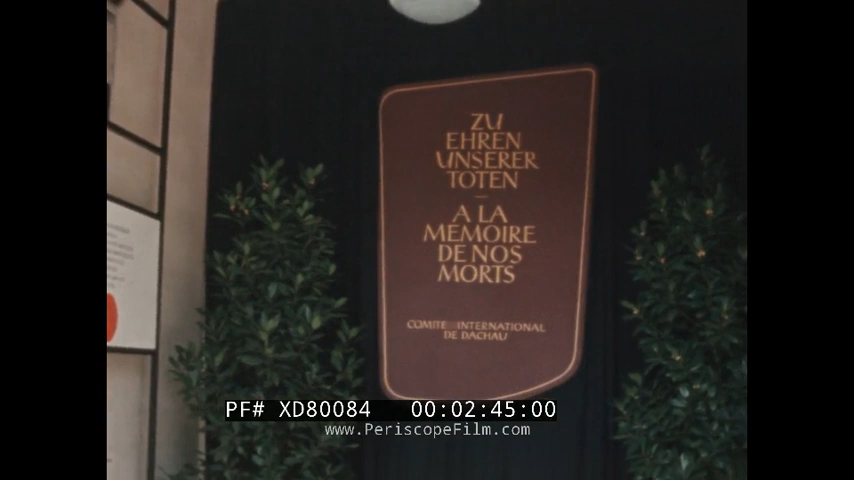 ZU
EHREN
UNSERER
TOTEN
—
A LA
MÉMOIRE
DE NOS
MORTS
COMITE INTERNATIONAL
DE DACHAU
PF# XD80084 00:02:45:00
www.PeriscopeFilm.com